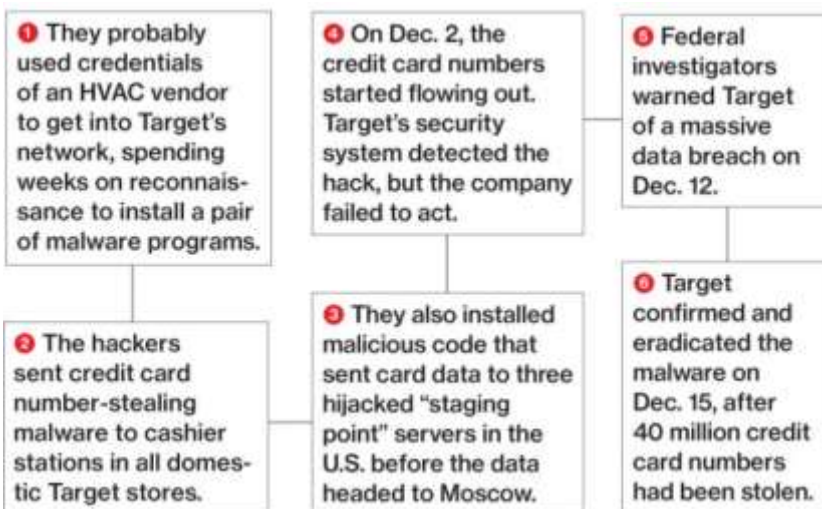 1 They probably
used credentials
of an HVAC vendor
to get into Target's
network, spending
weeks on reconnais-
sance to install a pair
of malware programs.
2 The hackers
sent credit card
number-stealing
malware to cashier
stations in all domes-
tic Target stores.
3 They also installed
malicious code that
sent card data to three
hijacked “staging
point” servers in the
U.S. before the data
headed to Moscow.
4 On Dec. 2, the
credit card numbers
started flowing out.
Target's security
system detected the
hack, but the company
failed to act.
5 Federal
investigators
warned Target
of a massive
data breach on
Dec. 12.
6 Target
confirmed and
eradicated the
malware on
Dec. 15, after
40 million credit
card numbers
had been stolen.